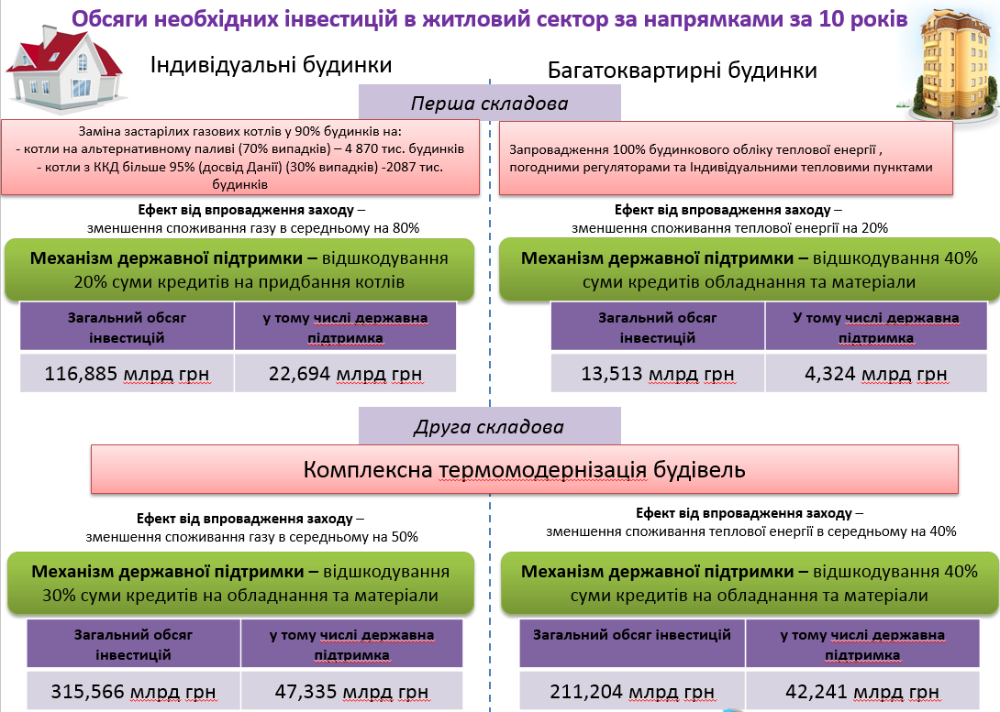 Обсяги необхідних інвестицій в житловий сектор за напрямками за 10 років
Індивідуальні будинки
Багатоквартирні будинки
Перша складова
Заміна застарілих газових котлів у 90% будинків на:
- котли на альтернативному паливі (70% випадків) – 4 870 тис. будинків
- котли з ККД більше 95% (досвід Данії) (30% випадків) -2087 тис.
будинків
Запровадження 100% будинкового обліку теплової енергії ,
погодними регуляторами та Індивідуальними тепловими пунктами
Ефект від впровадження заходу –
зменшення споживання газу в середньому на 80%
Ефект від впровадження заходу –
зменшення споживання теплової енергії на 20%
Механізм державної підтримки – відшкодування
20% суми кредитів на придбання котлів
Механізм державної підтримки – відшкодування 40%
суми кредитів обладнання та матеріали
Загальний обсяг
інвестицій
у тому числі державна
підтримка
116,885 млрд грн
22,694 млрд грн
Загальний обсяг
інвестицій
У тому числі державна
підтримка
13,513 млрд грн
4,324 млрд грн
Друга складова
Комплексна термомодернізація будівель
Ефект від впровадження заходу –
зменшення споживання газу в середньому на 50%
Ефект від впровадження заходу –
зменшення споживання теплової енергії в середньому на 40%
Механізм державної підтримки – відшкодування
30% суми кредитів на обладнання та матеріали
Механізм державної підтримки – відшкодування 40%
суми кредитів на обладнання та матеріали
Загальний обсяг
інвестицій
у тому числі державна
підтримка
315,566 млрд грн
47,335 млрд грн
Загальний обсяг інвестицій
у тому числі державна
підтримка
211,204 млрд грн
42,241 млрд грн